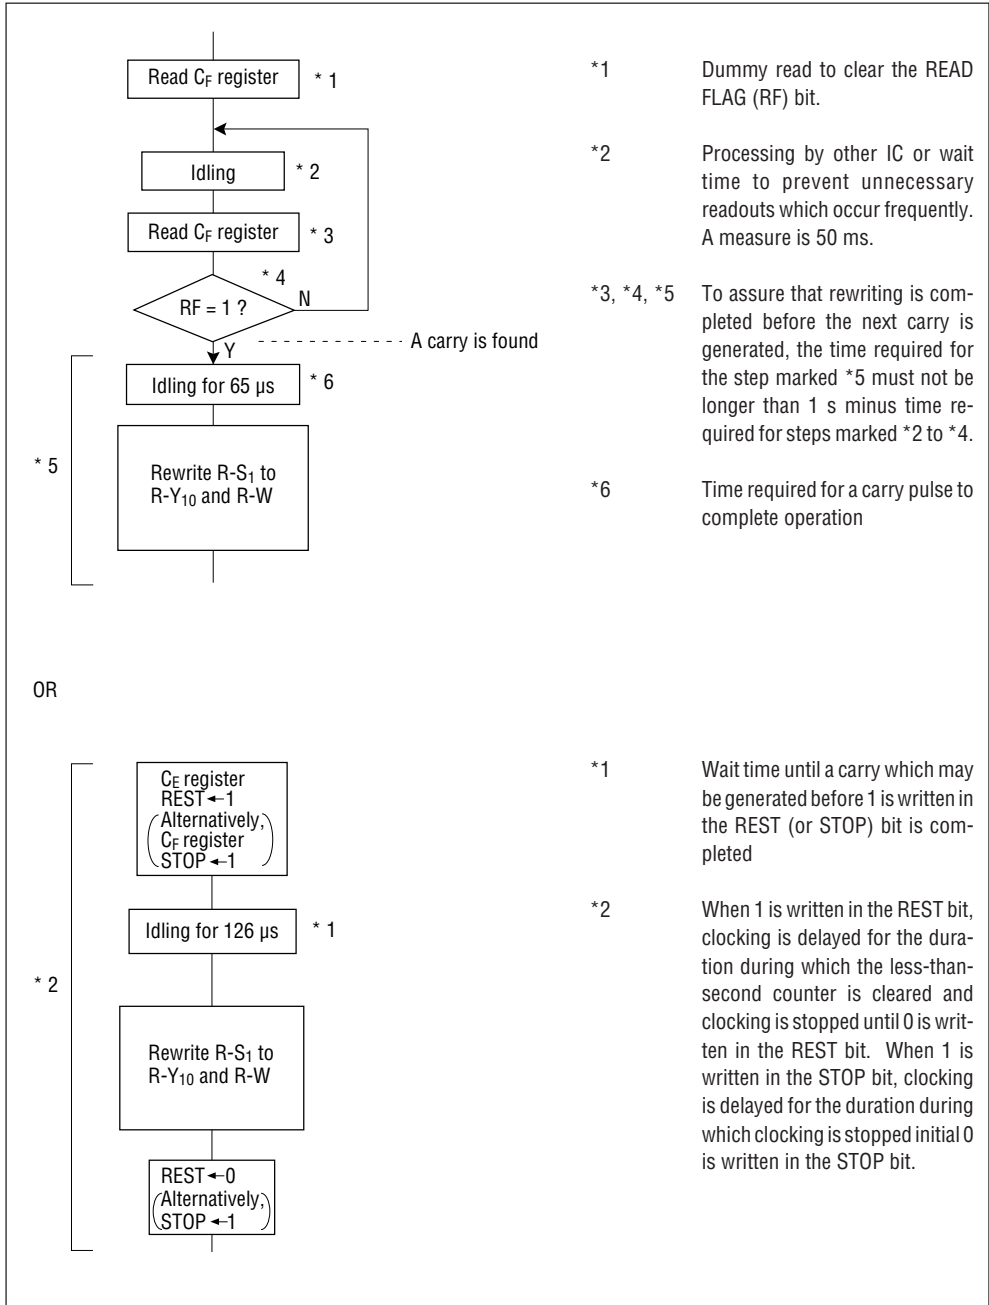 Read CF register * 1
Idling * 2
Read CF register * 3
* 4
RF = 1 ? N
Y A carry is found
Idling for 65 µs * 6
* 5
Rewrite R-S1 to
R-Y10 and R-W
*1 Dummy read to clear the READ
FLAG (RF) bit.
*2 Processing by other IC or wait
time to prevent unnecessary
readouts which occur frequently.
A measure is 50 ms.
*3, *4, *5 To assure that rewriting is com-
pleted before the next carry is
generated, the time required for
the step marked *5 must not be
longer than 1 s minus time re-
quired for steps marked *2 to *4.
*6 Time required for a carry pulse to
complete operation
OR
CE register
REST←1
(Alternatively,
CF register
STOP←1)
Idling for 126 µs * 1
* 2
Rewrite R-S1 to
R-Y10 and R-W
REST←0
(Alternatively,
STOP←1)
*1 Wait time until a carry which may
be generated before 1 is written in
the REST (or STOP) bit is com-
pleted
*2 When 1 is written in the REST bit,
clocking is delayed for the dura-
tion during which the less-than-
second counter is cleared and
clocking is stopped until 0 is writ-
ten in the REST bit. When 1 is
written in the STOP bit, clocking
is delayed for the duration during
which clocking is stopped initial 0
is written in the STOP bit.